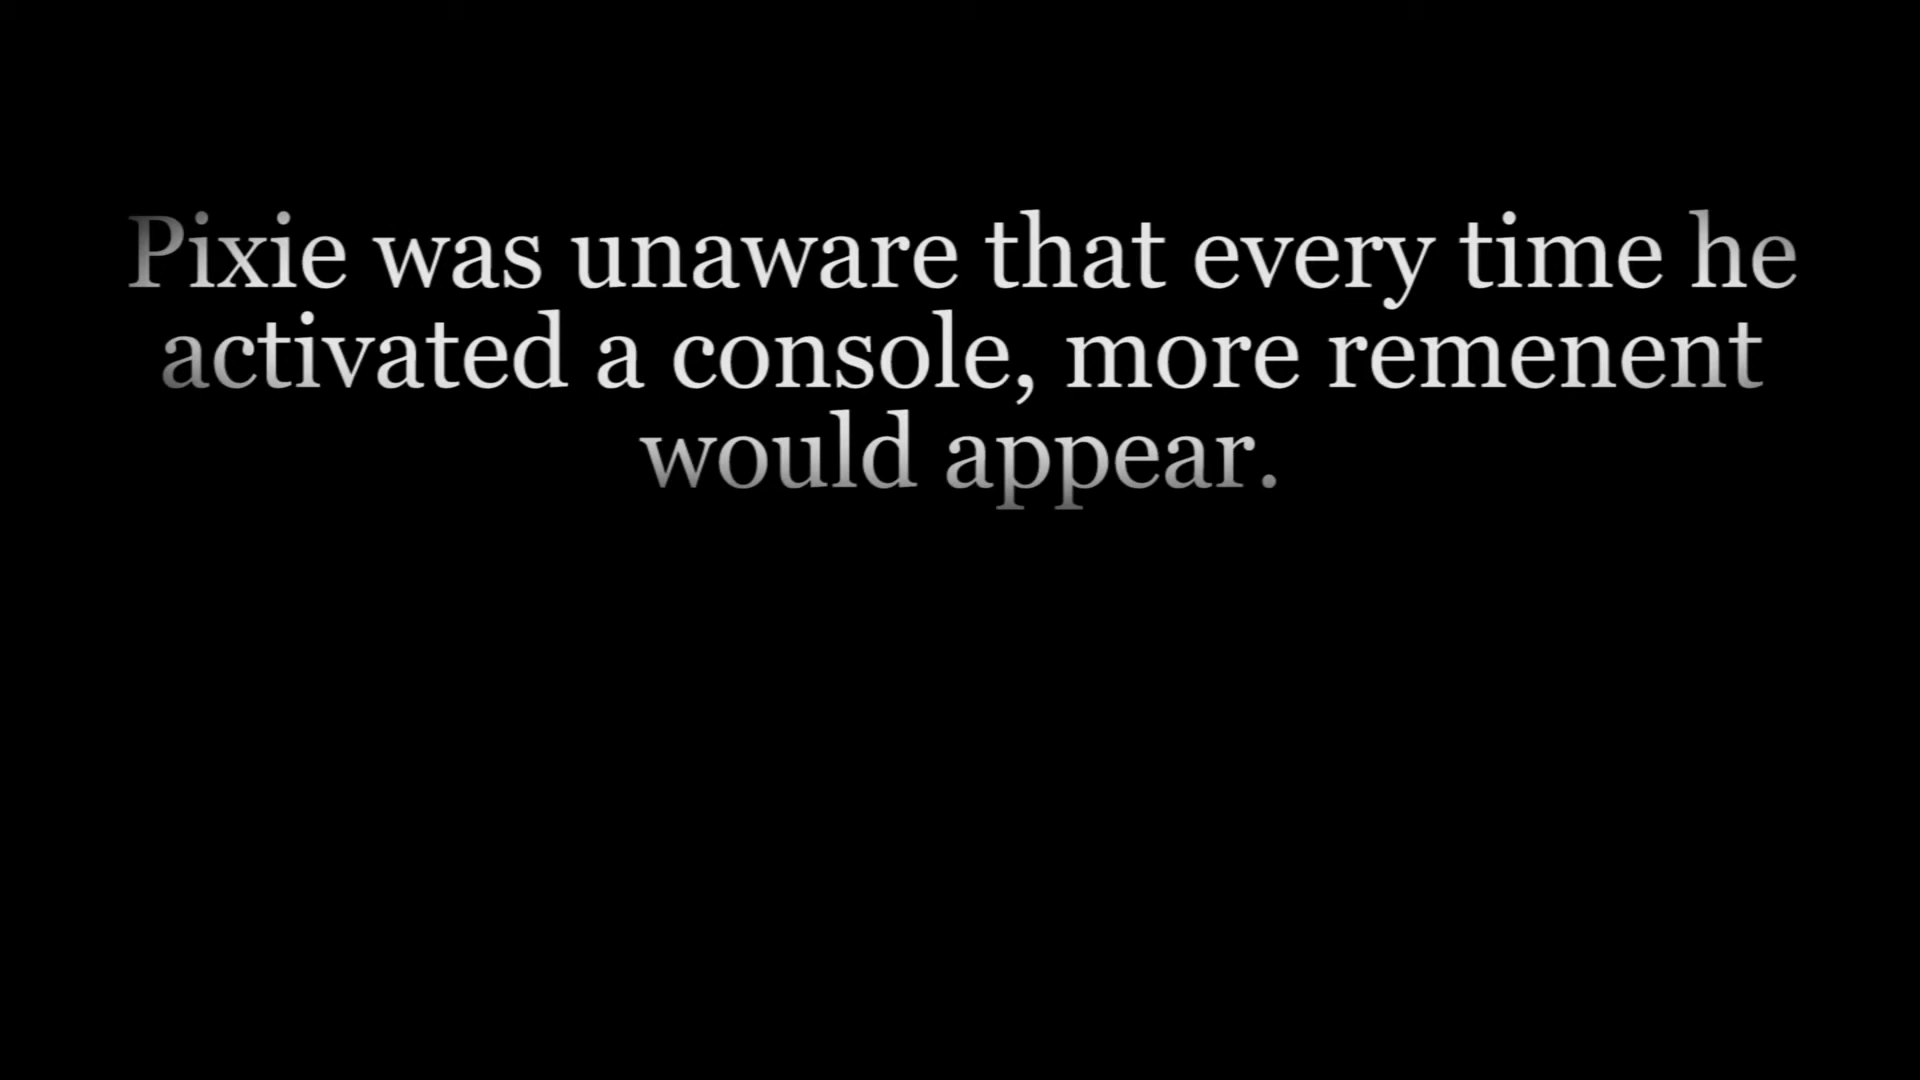 Pixie was unaware that every time he
activated a console, more remenent
would appear.